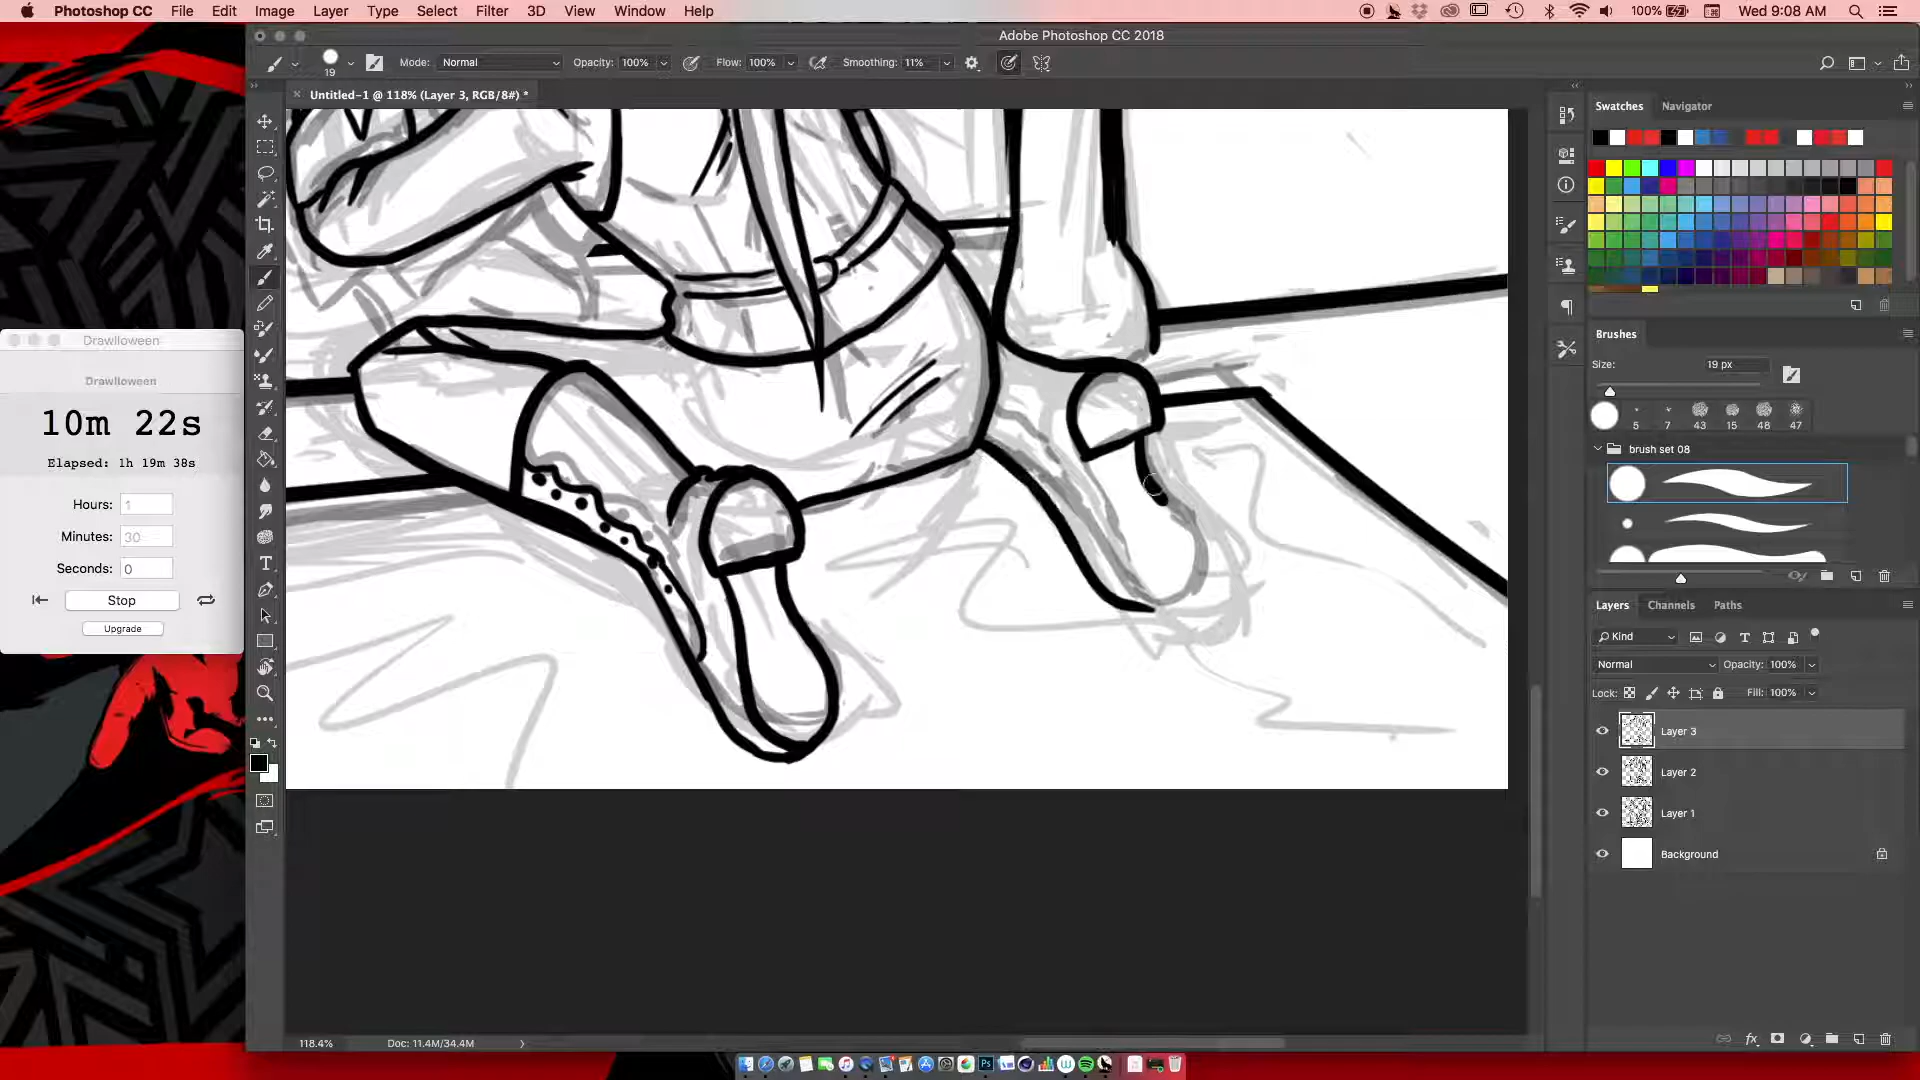 Photoshop CC File Edit Image Layer Type Select Filter 3D View Window Help 100% Wed 9:08 AM
Adobe Photoshop CC 2018
19 Mode: Normal Opacity: 100% Flow: 100% Smoothing: 11%
Untitled-1 @ 118% (Layer 3, RGB/8#) *
Swatches Navigator
Drawlloween
Drawlloween
10m 22s
Elapsed: 1h 19m 38s
Hours: 1
Minutes: 30
Seconds: 0
Stop
Upgrade
Brushes
Size: 19 px
5 7 43 15 48 47
brush set 08
Layers Channels Paths
Kind
Normal Opacity: 100%
Lock: Fill: 100%
Layer 3
Layer 2
Layer 1
Background
118.4% Doc: 11.4M/34.4M
Ps
fx